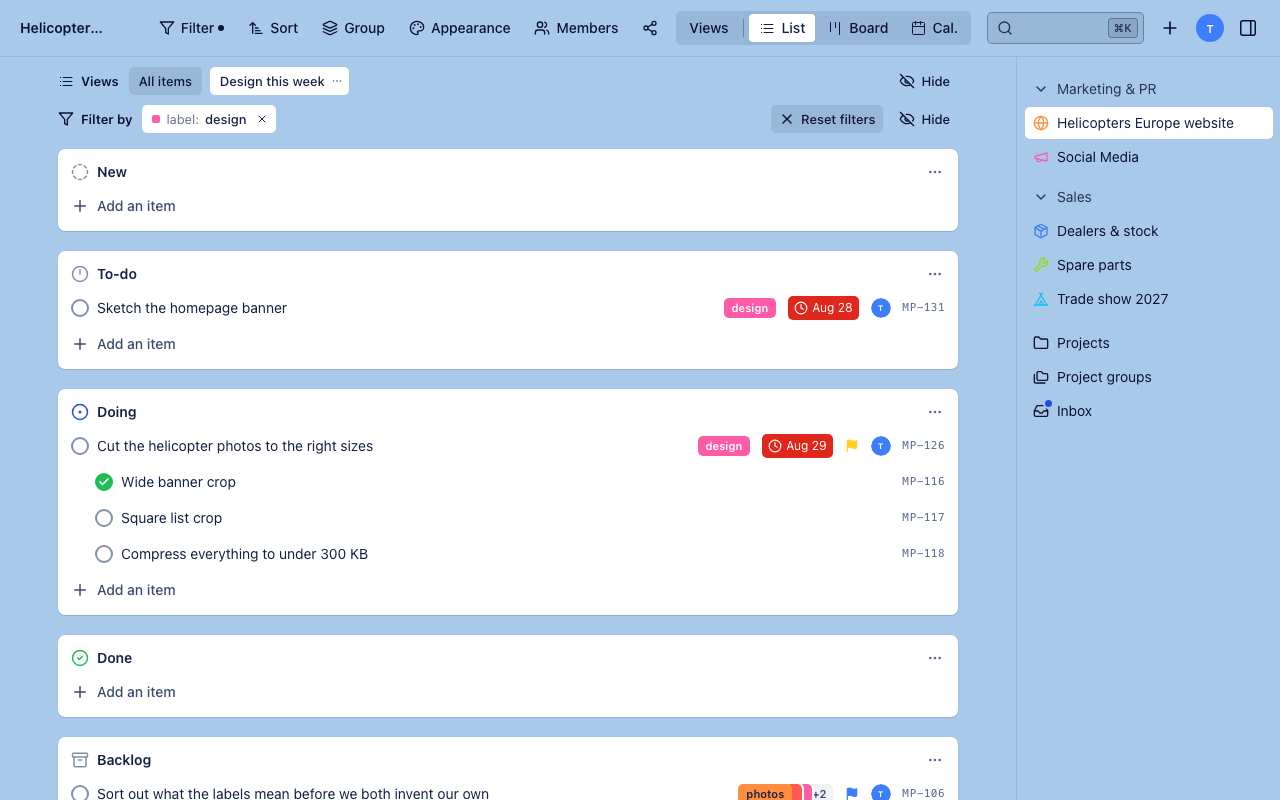 Helicopter...
Filter
Sort
Group
Appearance
Members
Views
List
Board
Cal.
⌘K
T
Views
All items
Design this week
Hide
Filter by
label: design
Reset filters
Hide
New
Add an item
To-do
Sketch the homepage banner
design
Aug 28
T
MP-131
Add an item
Doing
Cut the helicopter photos to the right sizes
design
Aug 29
T
MP-126
Wide banner crop
MP-116
Square list crop
MP-117
Compress everything to under 300 KB
MP-118
Add an item
Done
Add an item
Backlog
Sort out what the labels mean before we both invent our own
photos
+2
T
MP-106
Marketing & PR
Helicopters Europe website
Social Media
Sales
Dealers & stock
Spare parts
Trade show 2027
Projects
Project groups
Inbox